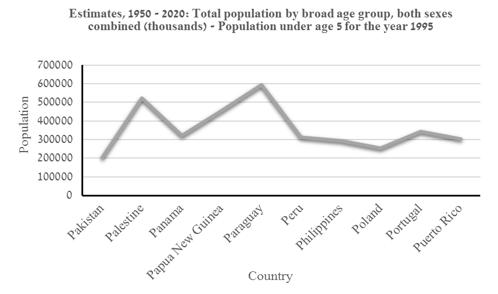 Estimates, 1950 - 2020: Total population by broad age group, both sexes
combined (thousands) - Population under age 5 for the year 1995
Population
700000
600000
500000
400000
300000
200000
100000
0
Pakistan
Palestine
Panama
Papua New Guinea
Paraguay
Peru
Philippines
Poland
Portugal
Puerto Rico
Country